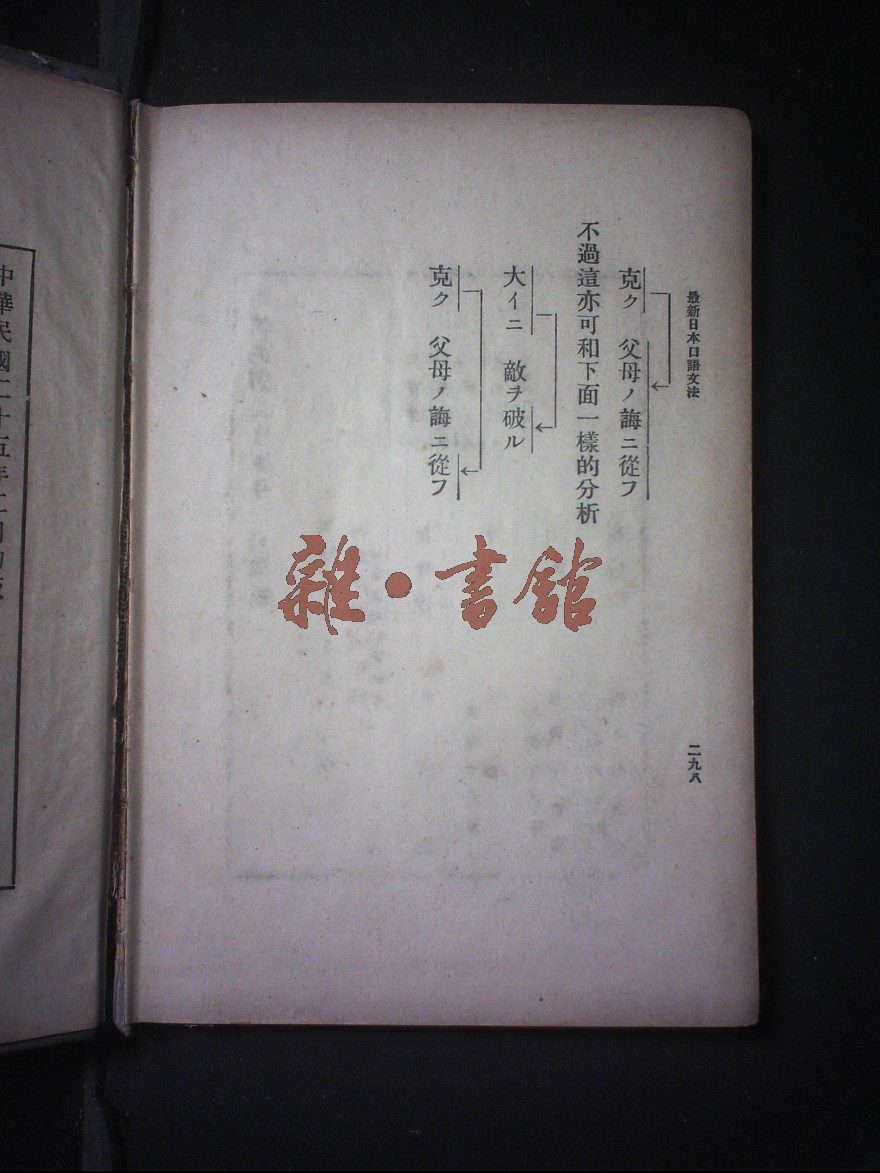 最新日本口語文法
克ク 父母ノ誨ニ從フ
不過這亦可和下面一樣的分析
大イニ 敵ヲ破ル
克ク 父母ノ誨ニ從フ
二九八
雜·書館
中華民國二十五年